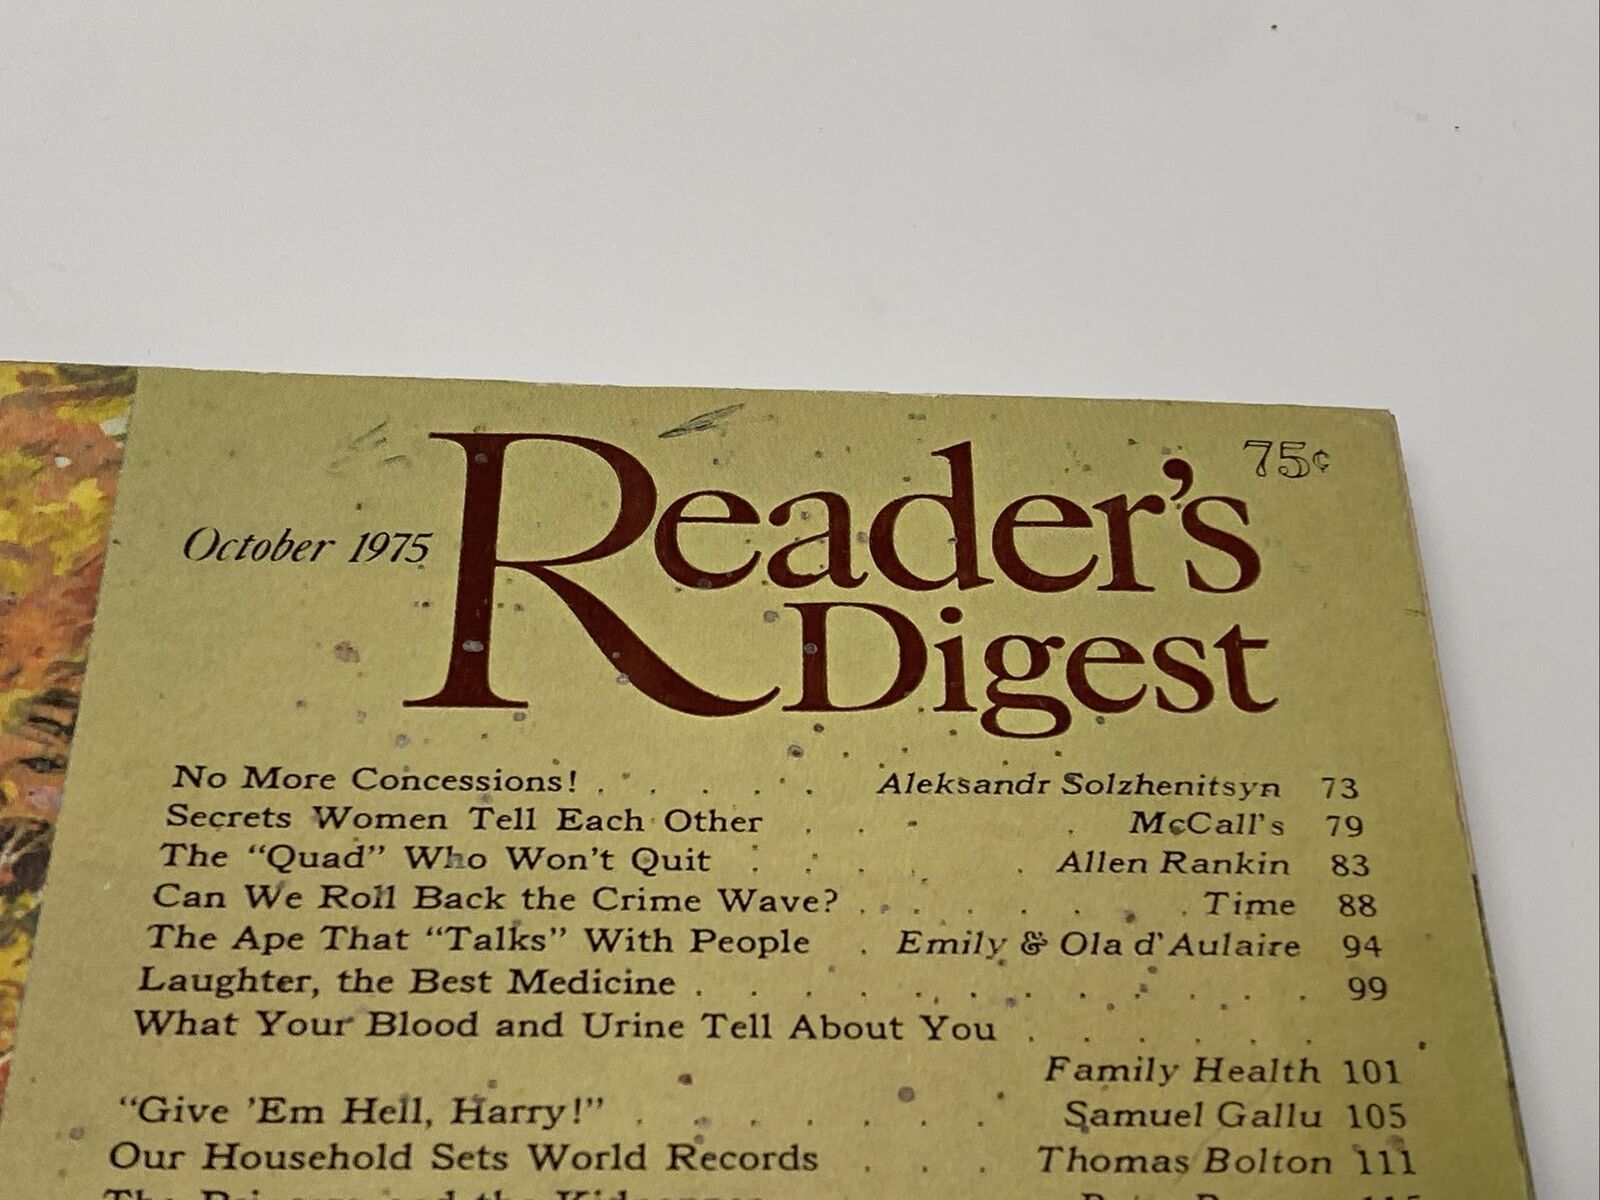 75¢
October 1975
Reader's
Digest
No More Concessions! . . . . . Aleksandr Solzhenitsyn 73
Secrets Women Tell Each Other . . . McCall's 79
The "Quad" Who Won't Quit . . . . . Allen Rankin 83
Can We Roll Back the Crime Wave? . . . . . . . Time 88
The Ape That "Talks" With People . Emily & Ola d'Aulaire 94
Laughter, the Best Medicine . . . . . . . . . . . . 99
What Your Blood and Urine Tell About You . . . . . .
Family Health 101
"Give 'Em Hell, Harry!" . . . . . . . Samuel Gallu 105
Our Household Sets World Records . . . Thomas Bolton 111
The and the